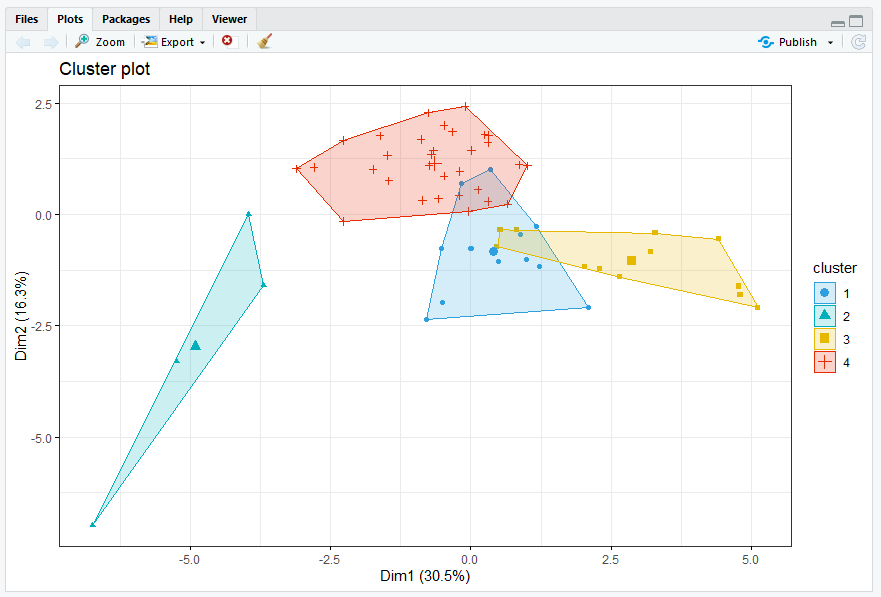 Files Plots Packages Help Viewer
Zoom Export Publish
Cluster plot
2.5
0.0
-2.5
-5.0
Dim2 (16.3%)
-5.0 -2.5 0.0 2.5 5.0
Dim1 (30.5%)
cluster
1
2
3
4